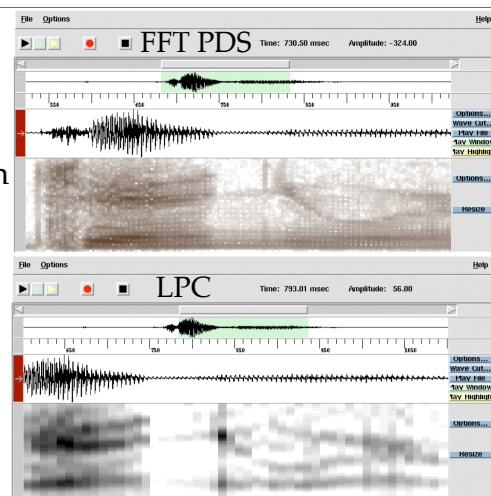 File Options Help
FFT PDS Time: 730.50 msec Amplitude: -324.00
550 650 750 850 950
Options...
Wave Cut...
Play File
Play Window
Play Highlight
Options...
Resize
n
File Options Help
LPC Time: 793.01 msec Amplitude: 56.00
650 750 850 950 1050
Options...
Wave Cut...
Play File
Play Window
Play Highlight
Options...
Resize